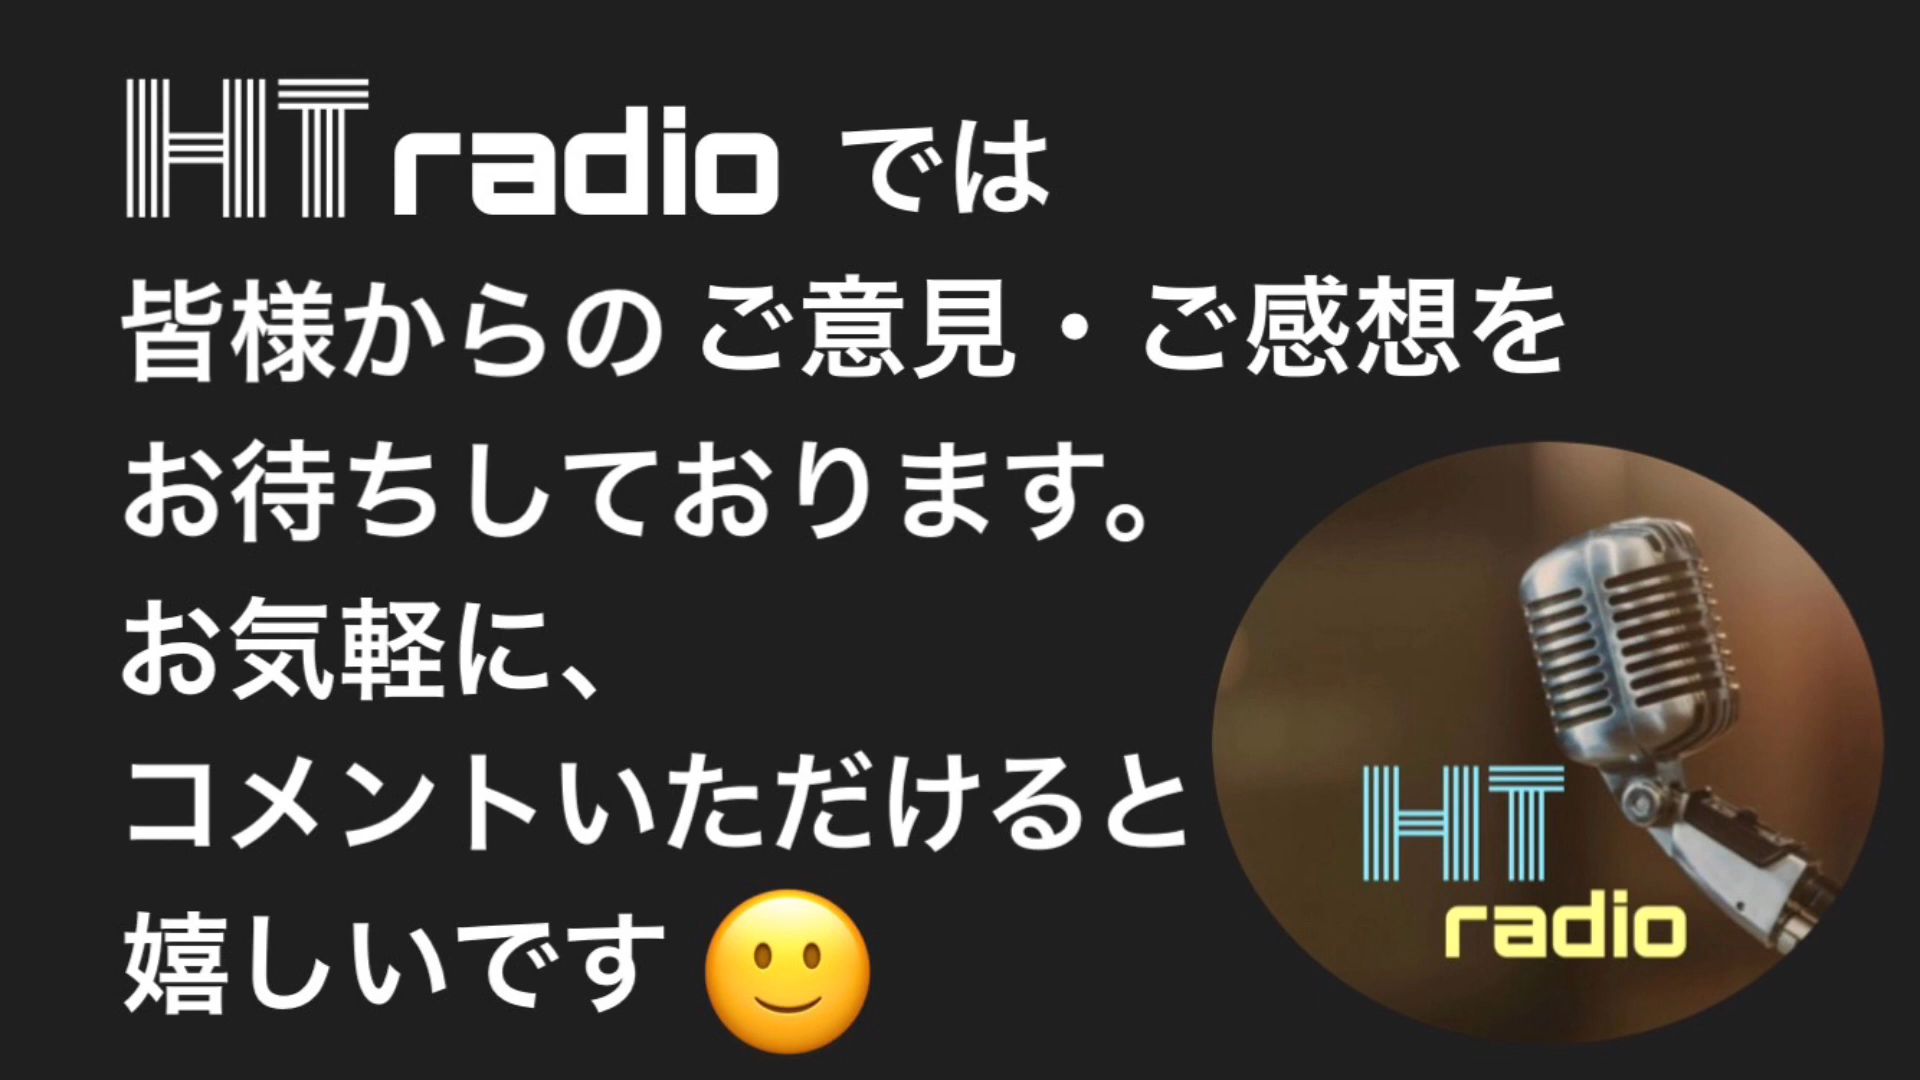 HT radio では
皆様からの ご意見・ご感想を
お待ちしております。
お気軽に、
コメントいただけると
嬉しいです 🙂
HT
radio